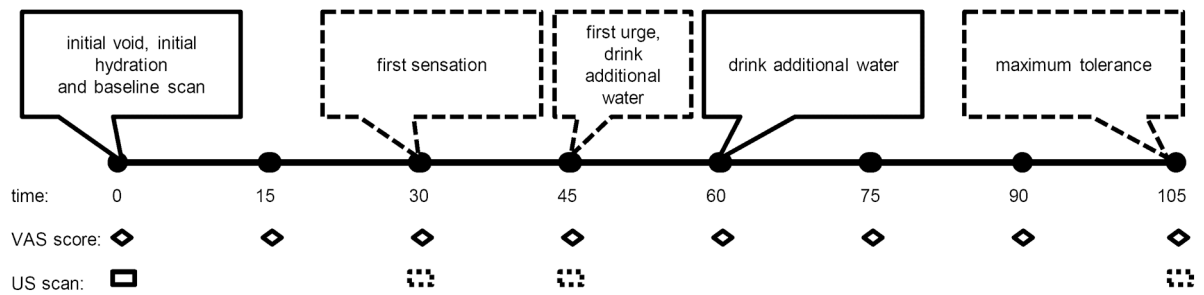 initial void, initial
hydration
and baseline scan
first sensation
first urge,
drink
additional
water
drink additional water
maximum tolerance
time: 0 15 30 45 60 75 90 105
VAS score:
US scan: